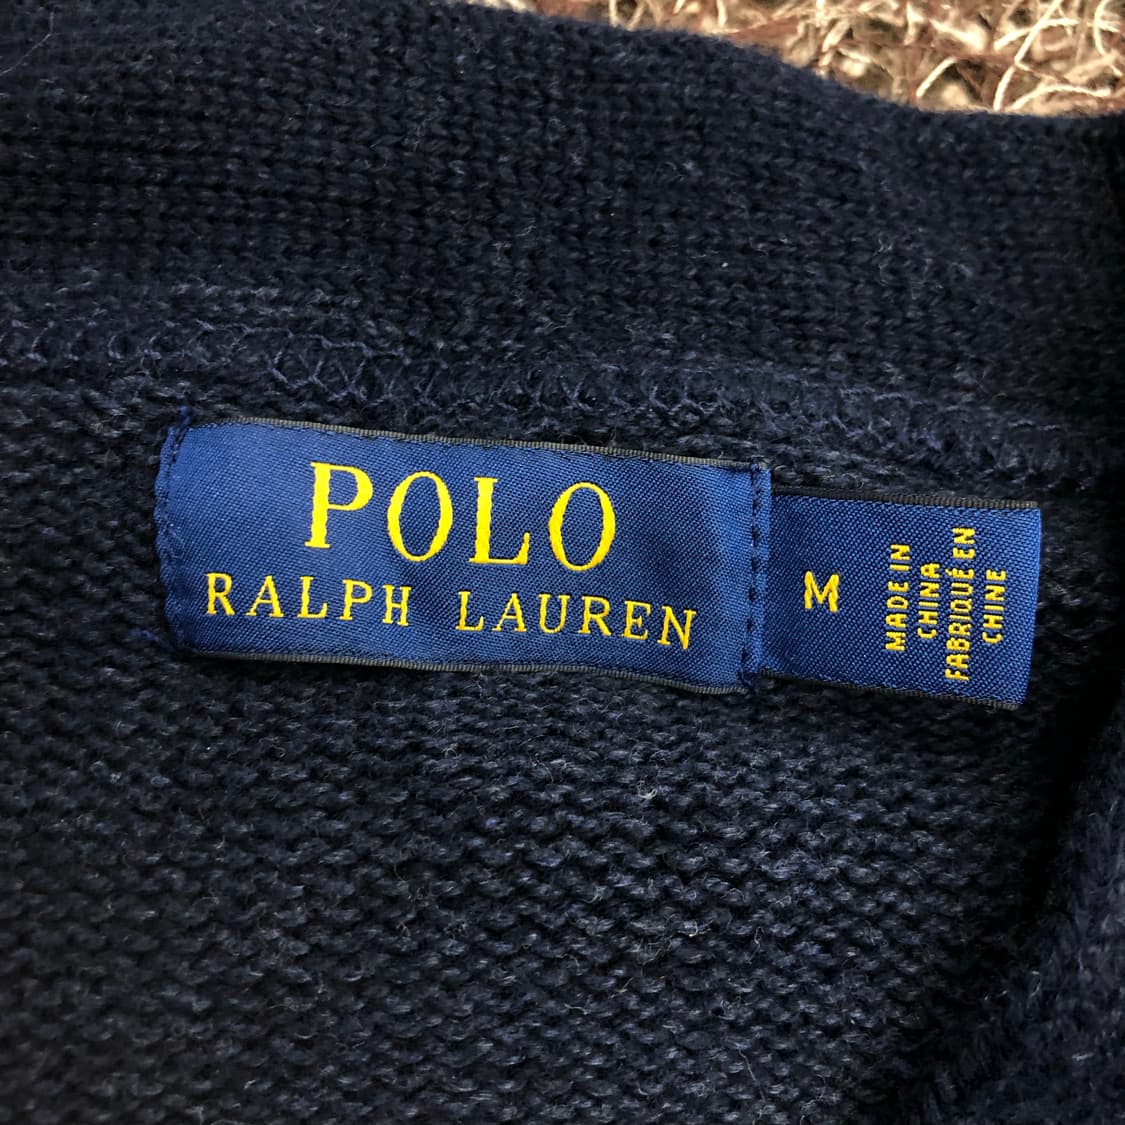 POLO
RALPH LAUREN
M
MADE IN
CHINA
FABRIQUÉ EN
CHINE